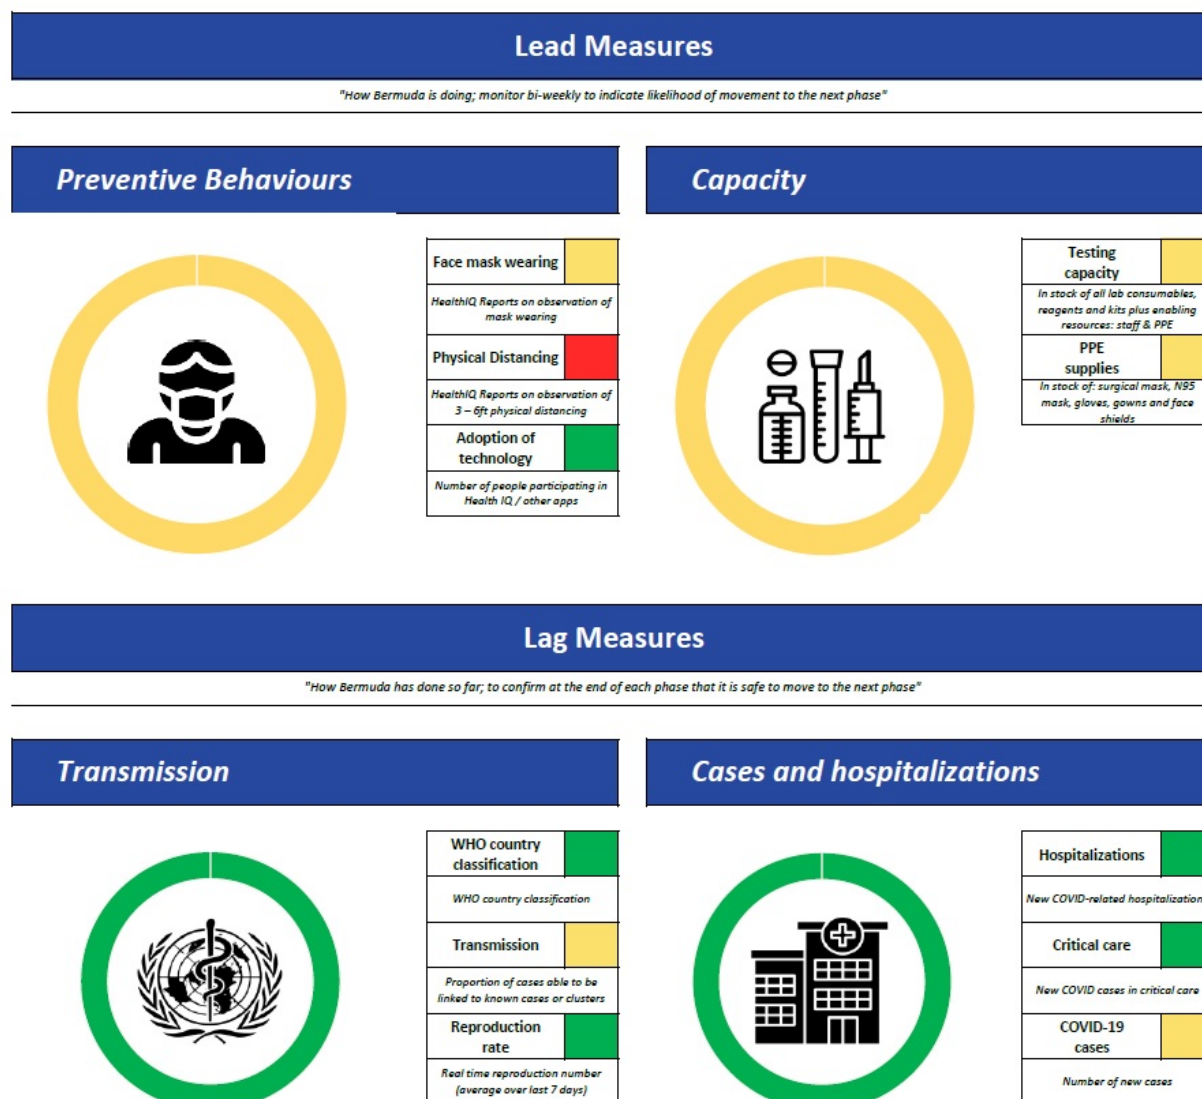 Lead Measures
"How Bermuda is doing; monitor bi-weekly to indicate likelihood of movement to the next phase"
Preventive Behaviours
Face mask wearing
HealthIQ Reports on observation of
mask wearing
Physical Distancing
HealthIQ Reports on observation of
3 – 6ft physical distancing
Adoption of
technology
Number of people participating in
Health IQ / other apps
Capacity
Testing
capacity
In stock of all lab consumables,
reagents and kits plus enabling
resources: staff & PPE
PPE
supplies
In stock of: surgical mask, N95
mask, gloves, gowns and face
shields
Lag Measures
"How Bermuda has done so far; to confirm at the end of each phase that it is safe to move to the next phase"
Transmission
WHO country
classification
WHO country classification
Transmission
Proportion of cases able to be
linked to known cases or clusters
Reproduction
rate
Real time reproduction number
(average over last 7 days)
Cases and hospitalizations
Hospitalizations
New COVID-related hospitalization
Critical care
New COVID cases in critical care
COVID-19
cases
Number of new cases